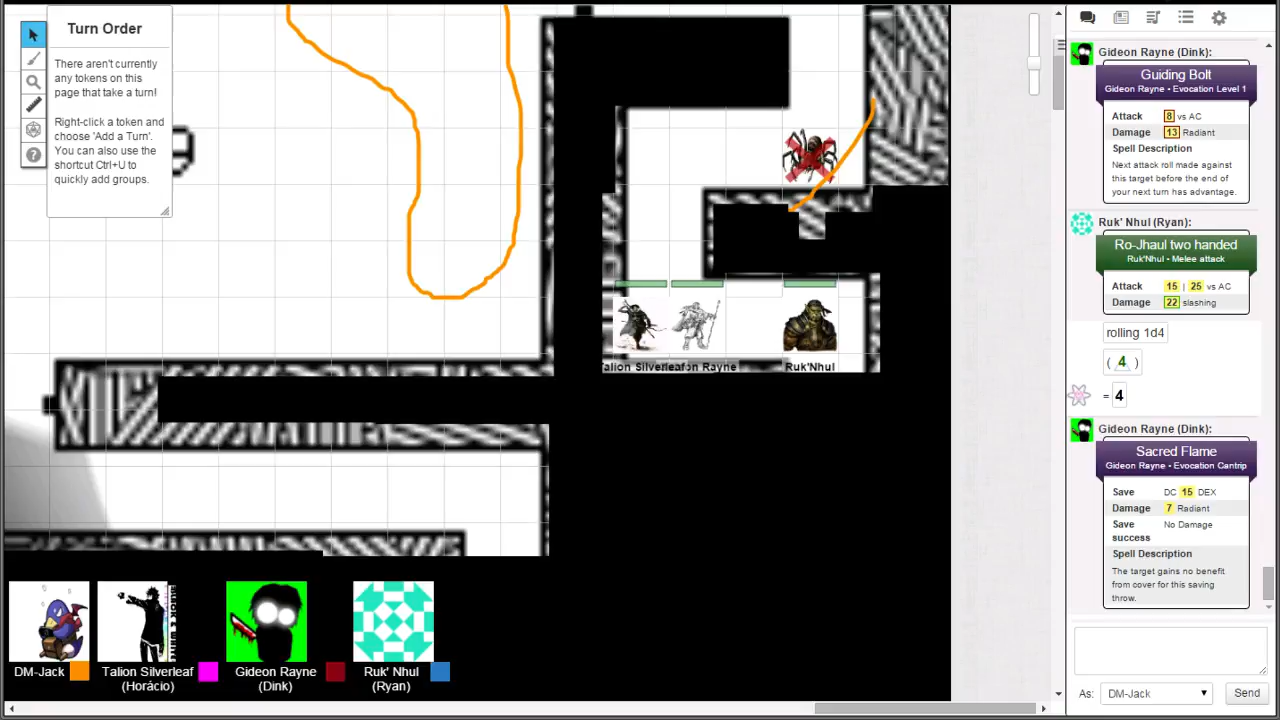 Turn Order
There aren't currently
any tokens on this
page that take a turn!
Right-click a token and
choose 'Add a Turn'.
You can also use the
shortcut Ctrl+U to
quickly add groups.
Talion Silverleaf
on Rayne
Ruk'Nhul
DM-Jack
Talion Silverleaf
(Horácio)
Gideon Rayne
(Dink)
Ruk' Nhul
(Ryan)
Gideon Rayne (Dink):
Guiding Bolt
Gideon Rayne • Evocation Level 1
Attack 8 vs AC
Damage 13 Radiant
Spell Description
Next attack roll made against
this target before the end of
your next turn has advantage.
Ruk' Nhul (Ryan):
Ro-Jhaul two handed
Ruk'Nhul • Melee attack
Attack 15 | 25 vs AC
Damage 22 slashing
rolling 1d4
( 4 )
= 4
Gideon Rayne (Dink):
Sacred Flame
Gideon Rayne • Evocation Cantrip
Save DC 15 DEX
Damage 7 Radiant
Save No Damage
success
Spell Description
The target gains no benefit
from cover for this saving
throw.
As: DM-Jack Send